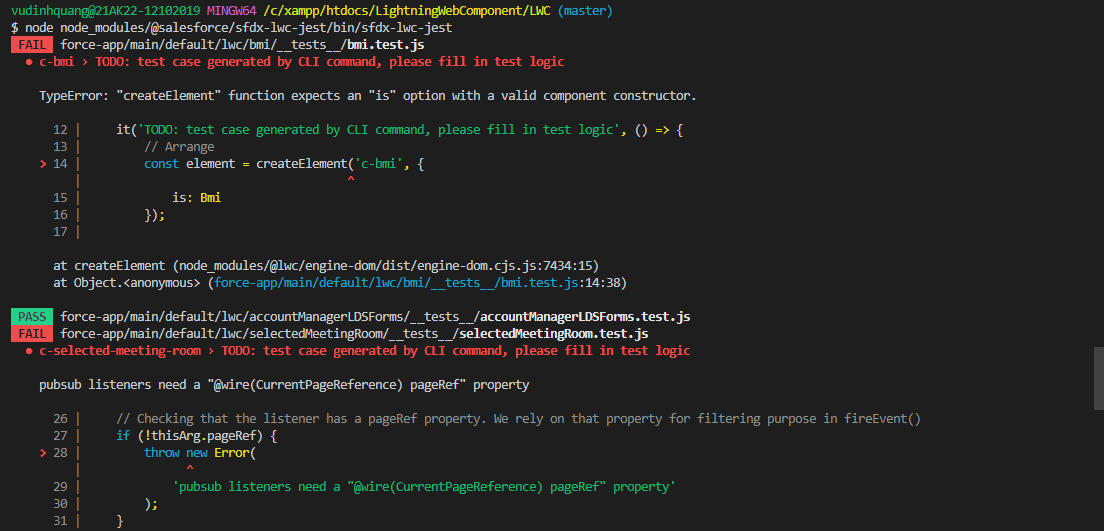 vudinhquang@21AK22-12102019 MINGW64 /c/xampp/htdocs/LightningWebComponent/LWC (master)
$ node node_modules/@salesforce/sfdx-lwc-jest/bin/sfdx-lwc-jest
FAIL force-app/main/default/lwc/bmi/__tests__/bmi.test.js
● c-bmi › TODO: test case generated by CLI command, please fill in test logic
TypeError: "createElement" function expects an "is" option with a valid component constructor.
12 | it('TODO: test case generated by CLI command, please fill in test logic', () => {
13 | // Arrange
> 14 | const element = createElement('c-bmi', {
| ^
15 | is: Bmi
16 | });
17 |
at createElement (node_modules/@lwc/engine-dom/dist/engine-dom.cjs.js:7434:15)
at Object.<anonymous> (force-app/main/default/lwc/bmi/__tests__/bmi.test.js:14:38)
PASS force-app/main/default/lwc/accountManagerLDSForms/__tests__/accountManagerLDSForms.test.js
FAIL force-app/main/default/lwc/selectedMeetingRoom/__tests__/selectedMeetingRoom.test.js
● c-selected-meeting-room › TODO: test case generated by CLI command, please fill in test logic
pubsub listeners need a "@wire(CurrentPageReference) pageRef" property
26 | // Checking that the listener has a pageRef property. We rely on that property for filtering purpose in fireEvent()
27 | if (!thisArg.pageRef) {
> 28 | throw new Error(
| ^
29 | 'pubsub listeners need a "@wire(CurrentPageReference) pageRef" property'
30 | );
31 | }